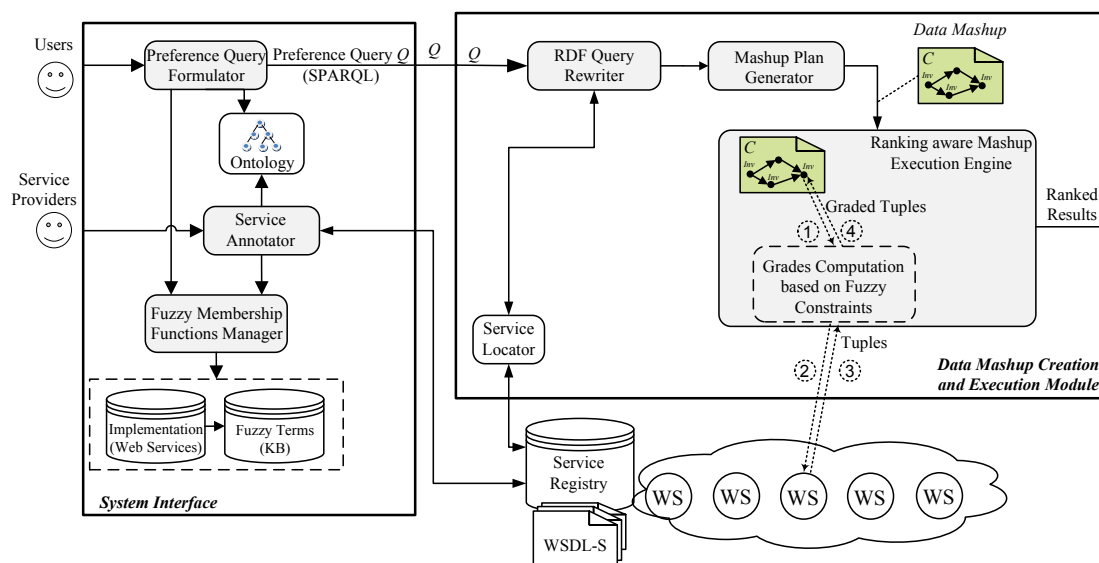 Users
Preference Query
Formulator
Preference Query Q
(SPARQL)
Q
Q
RDF Query
Rewriter
Mashup Plan
Generator
Data Mashup
C
Inv
Inv
Inv
Ontology
Service
Providers
Service
Annotator
C
Inv
Inv
Inv
Ranking aware Mashup
Execution Engine
Graded Tuples
1
4
Ranked
Results
Grades Computation
based on Fuzzy
Constraints
Fuzzy Membership
Functions Manager
Service
Locator
Tuples
2
3
Data Mashup Creation
and Execution Module
Implementation
(Web Services)
Fuzzy Terms
(KB)
System Interface
Service
Registry
WSDL-S
WS
WS
WS
WS
WS